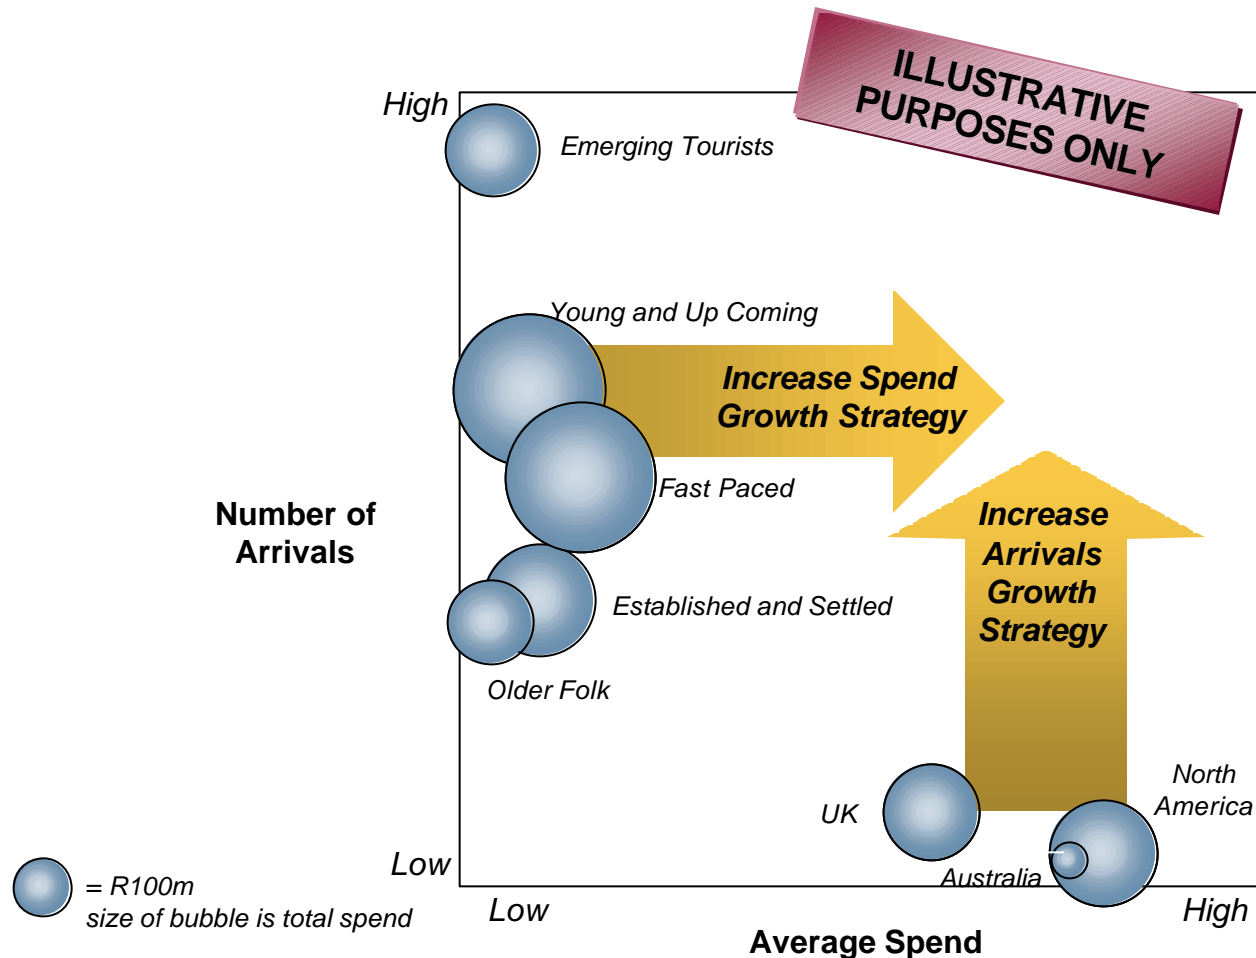 ILLUSTRATIVE
PURPOSES ONLY
High
Emerging Tourists
Young and Up Coming
Increase Spend
Growth Strategy
Fast Paced
Number of
Arrivals
Increase
Arrivals
Growth
Strategy
Established and Settled
Older Folk
North
America
UK
Low
Australia
= R100m
size of bubble is total spend
Low
High
Average Spend